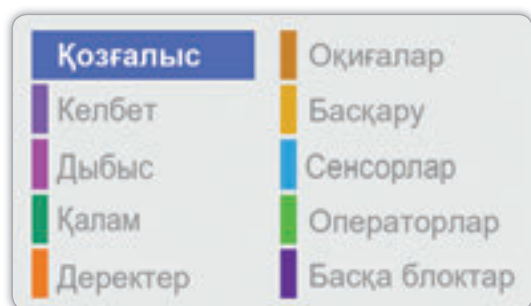 Қозғалыс
Келбет
Дыбыс
Қалам
Деректер
Оқиғалар
Басқару
Сенсорлар
Операторлар
Басқа блоктар